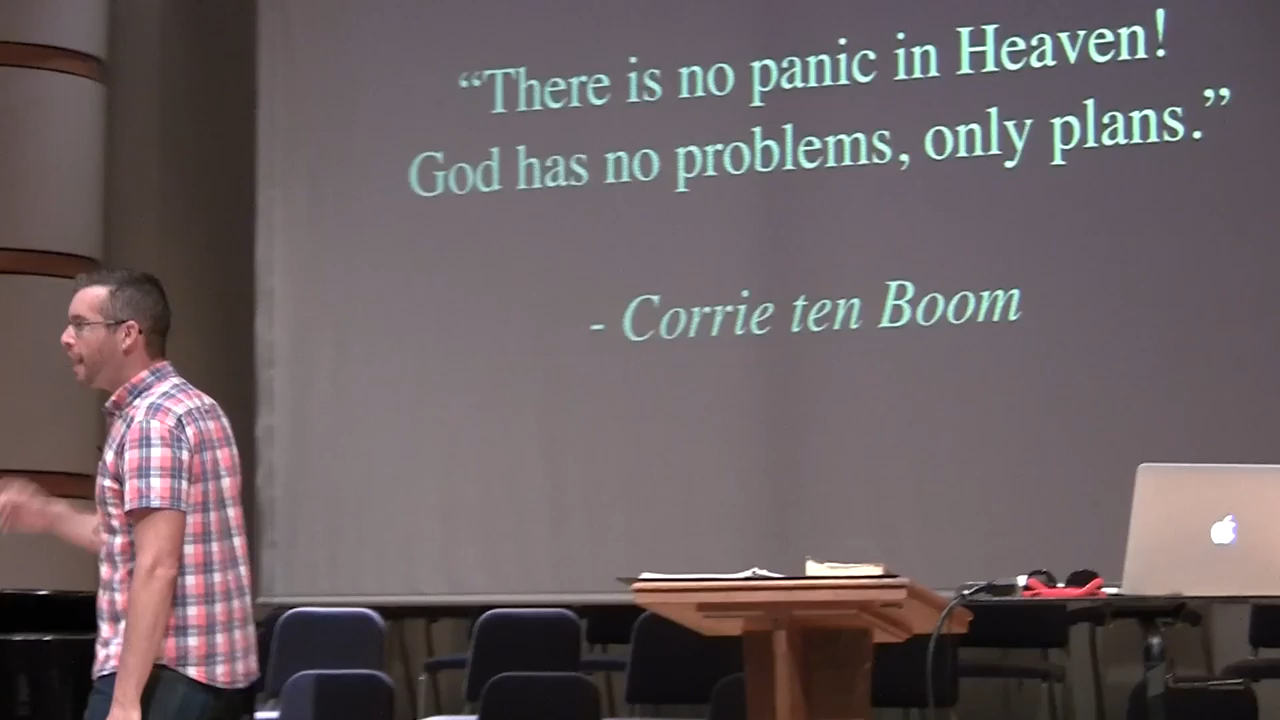 “There is no panic in Heaven!
God has no problems, only plans.”
- Corrie ten Boom